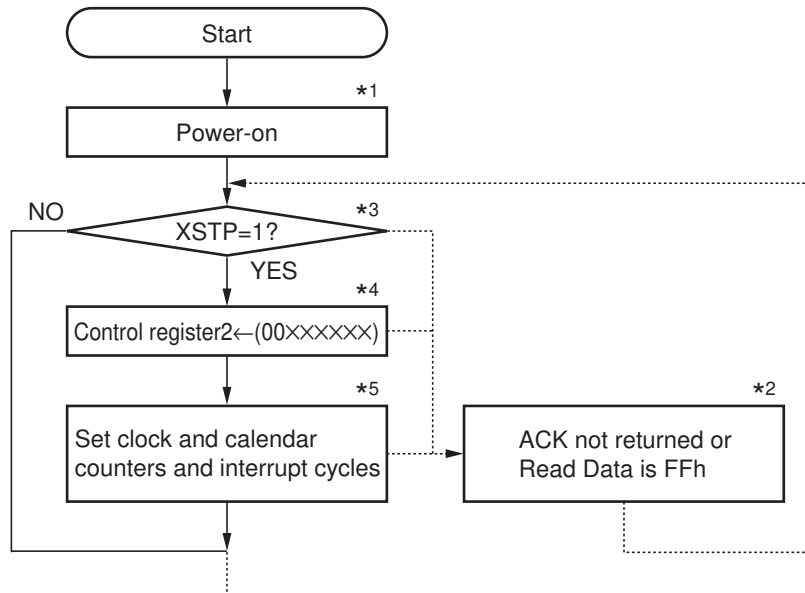 Start
*1
Power-on
NO
*3
XSTP=1?
YES
*4
Control register2←(00XXXXXX)
*5
Set clock and calendar
counters and interrupt cycles
*2
ACK not returned or
Read Data is FFh